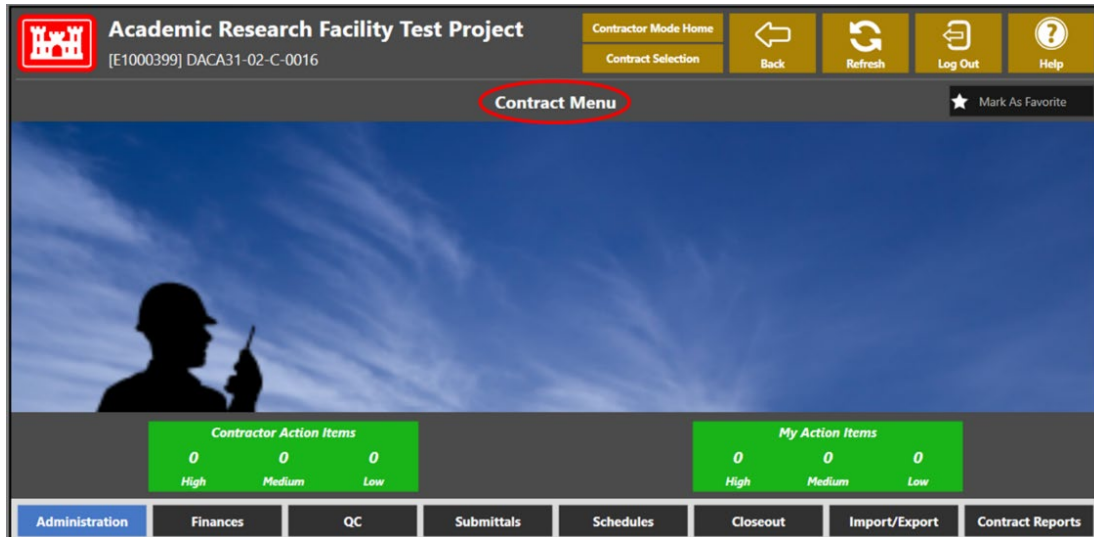 Academic Research Facility Test Project
[E1000399] DACA31-02-C-0016
Contractor Mode Home
Contract Selection
Back
Refresh
Log Out
?
Help
Contract Menu
Mark As Favorite
Contractor Action Items
0 0 0
High Medium Low
My Action Items
0 0 0
High Medium Low
Administration Finances QC Submittals Schedules Closeout Import/Export Contract Reports